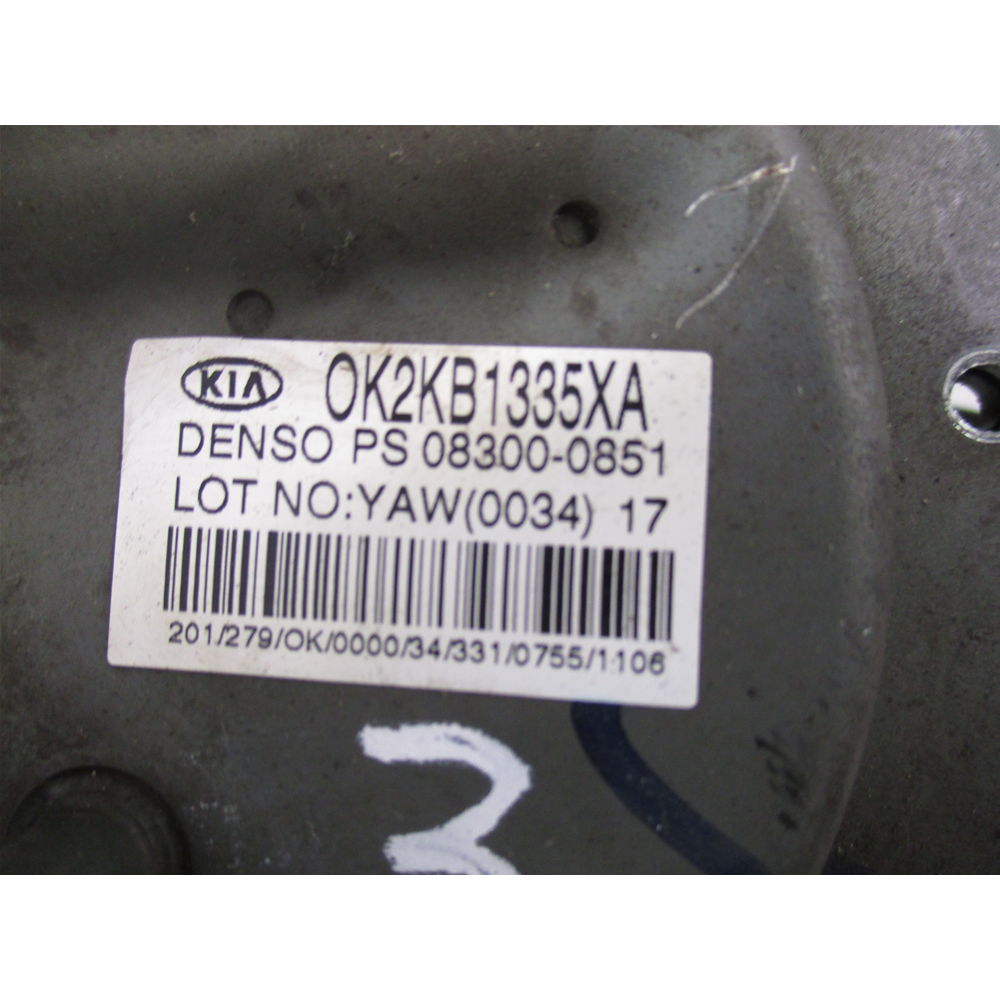 KIA OK2KB1335XA
DENSO PS 08300-0851
LOT NO:YAW(0034) 17
201/279/OK/0000/34/331/0755/1106